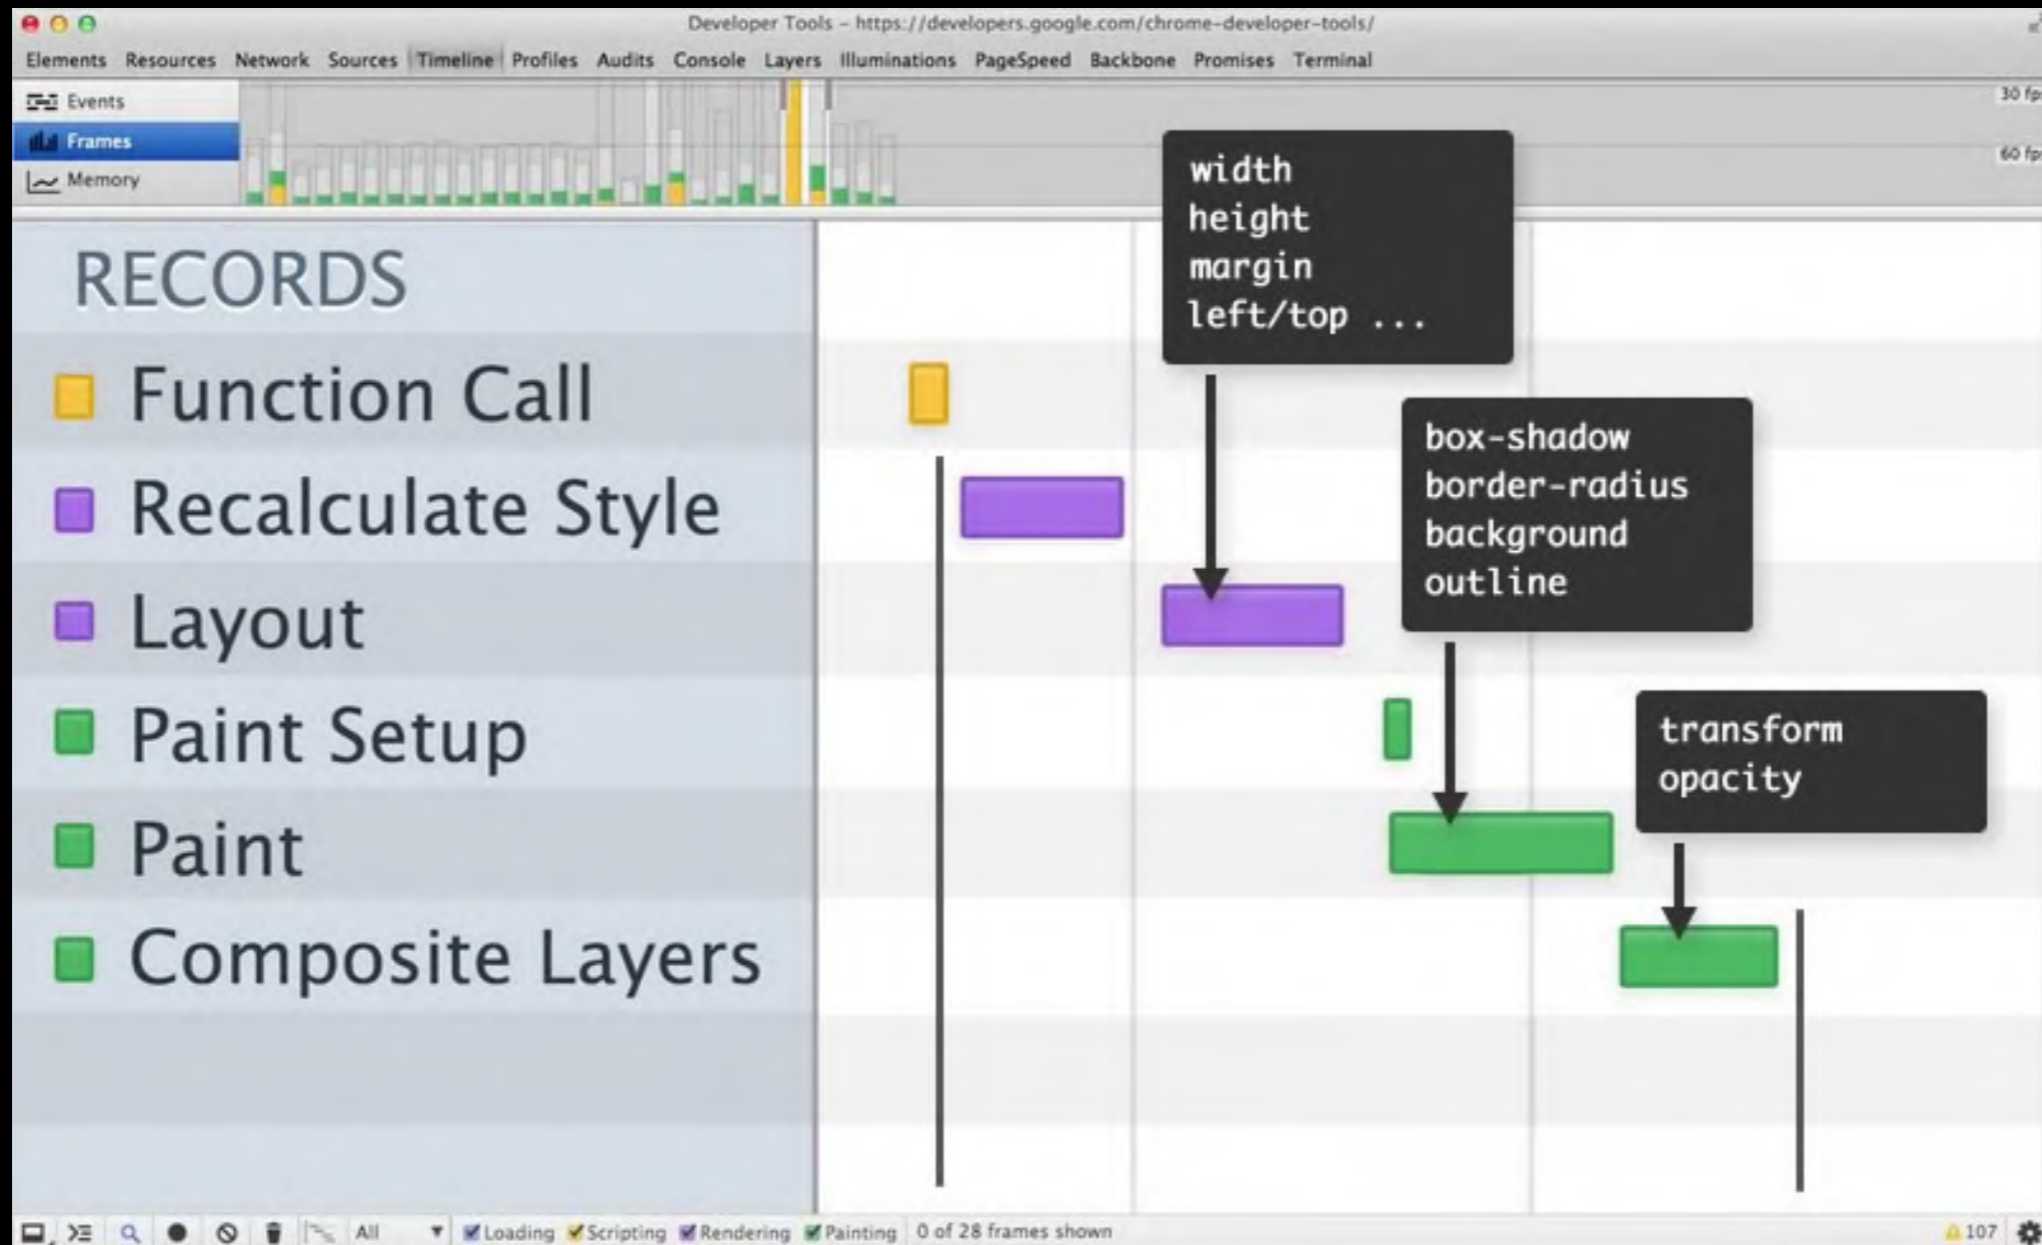 Developer Tools – https://developers.google.com/chrome-developer-tools/
Elements Resources Network Sources Timeline Profiles Audits Console Layers Illuminations PageSpeed Backbone Promises Terminal
Events
30 fp
Frames
60 fp
Memory
width
height
margin
left/top ...
RECORDS
Function Call
box-shadow
border-radius
background
outline
Recalculate Style
Layout
transform
opacity
Paint Setup
Paint
Composite Layers
All Loading Scripting Rendering Painting 0 of 28 frames shown 107